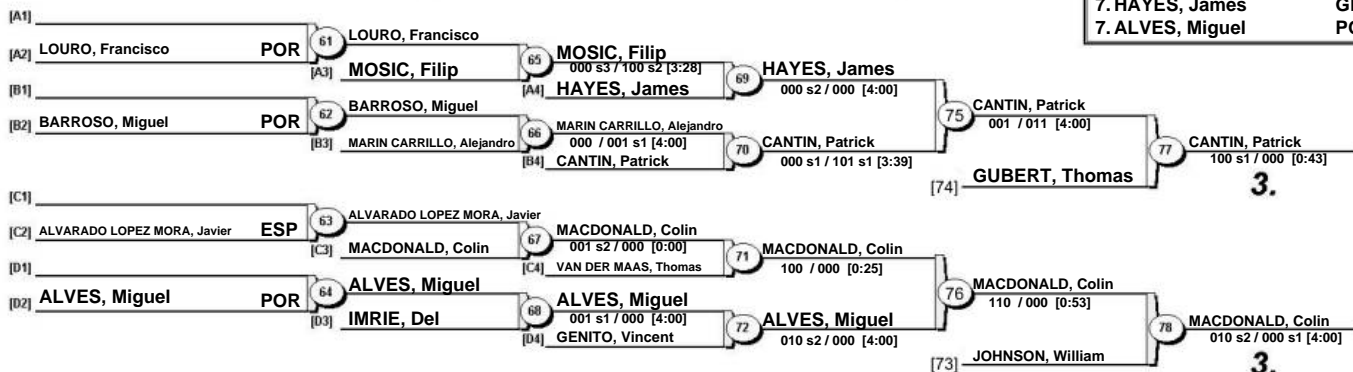 7. HAYES, James
7. ALVES, Miguel
[A1]
[A2] LOURO, Francisco POR 61 LOURO, Francisco
[A3] MOSIC, Filip 65 MOSIC, Filip
000 s3 / 100 s2 [3:28]
[A4] HAYES, James 69 HAYES, James
000 s2 / 000 [4:00]
[B1]
[B2] BARROSO, Miguel POR 62 BARROSO, Miguel
[B3] MARIN CARRILLO, Alejandro 66 MARIN CARRILLO, Alejandro
000 / 001 s1 [4:00]
[B4] CANTIN, Patrick 70 CANTIN, Patrick
000 s1 / 101 s1 [3:39]
75 CANTIN, Patrick
001 / 011 [4:00]
[74] GUBERT, Thomas 77 CANTIN, Patrick
100 s1 / 000 [0:43]
3.
[C1]
[C2] ALVARADO LOPEZ MORA, Javier ESP 63 ALVARADO LOPEZ MORA, Javier
[C3] MACDONALD, Colin 67 MACDONALD, Colin
001 s2 / 000 [0:00]
[C4] VAN DER MAAS, Thomas 71 MACDONALD, Colin
100 / 000 [0:25]
[D1]
[D2] ALVES, Miguel POR 64 ALVES, Miguel
[D3] IMRIE, Del 68 ALVES, Miguel
001 s1 / 000 [4:00]
[D4] GENITO, Vincent 72 ALVES, Miguel
010 s2 / 000 [4:00]
76 MACDONALD, Colin
110 / 000 [0:53]
[73] JOHNSON, William 78 MACDONALD, Colin
010 s2 / 000 s1 [4:00]
3.